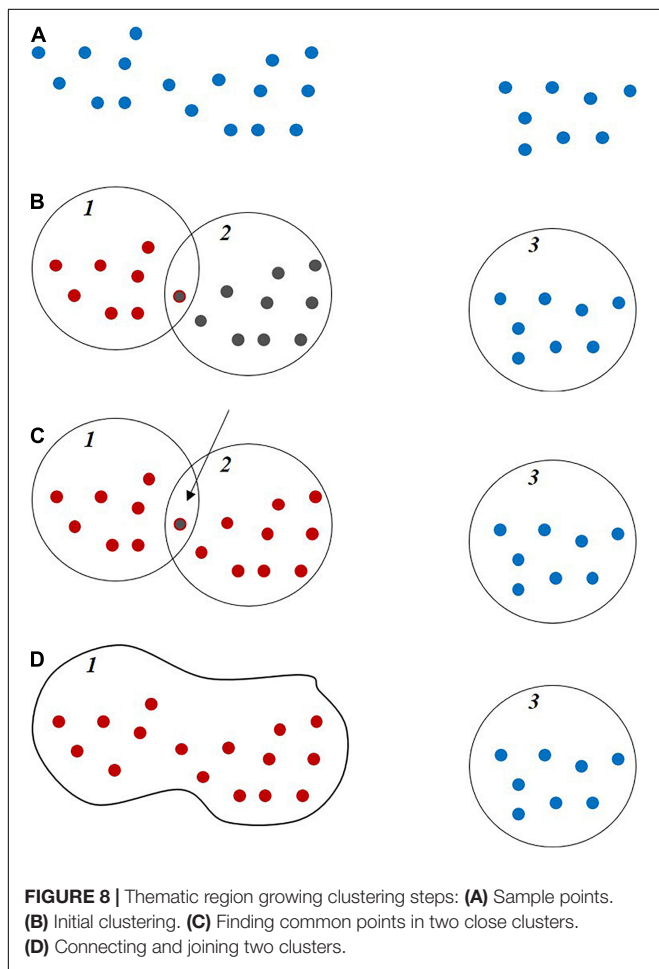 A
B
1
2
3
C
1
2
3
D
1
3
FIGURE 8 | Thematic region growing clustering steps: (A) Sample points.
(B) Initial clustering. (C) Finding common points in two close clusters.
(D) Connecting and joining two clusters.